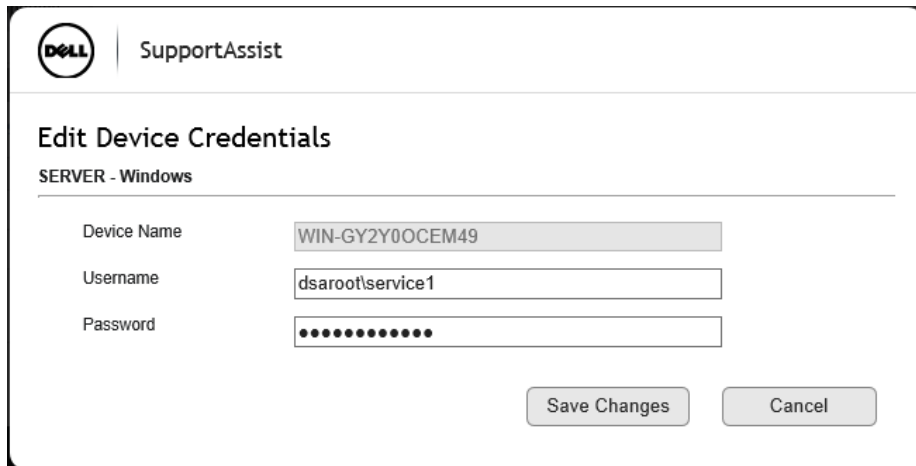 DELL SupportAssist
Edit Device Credentials
SERVER - Windows
Device Name WIN-GY2Y0OCEM49
Username dsaroot\service1
Password ●●●●●●●●●●●●
Save Changes Cancel